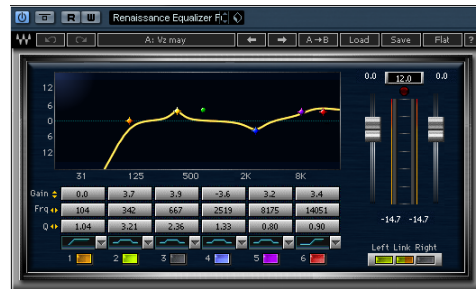 R W Renaissance Equalizer F
A: Vz may A→B Load Save Flat ?
0.0 12.0 0.0
12
6
0
6
12
31 125 500 2K 8K
Gain 0.0 3.7 3.9 -3.6 3.2 3.4
Frq 104 342 667 2519 8175 14051
Q 1.04 3.21 2.36 1.33 0.80 0.90
-14.7 -14.7
Left Link Right
1 2 3 4 5 6